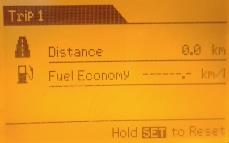 Trip 1
Distance 0.0 km
Fuel Economy ------.- km/l
Hold SET to Reset